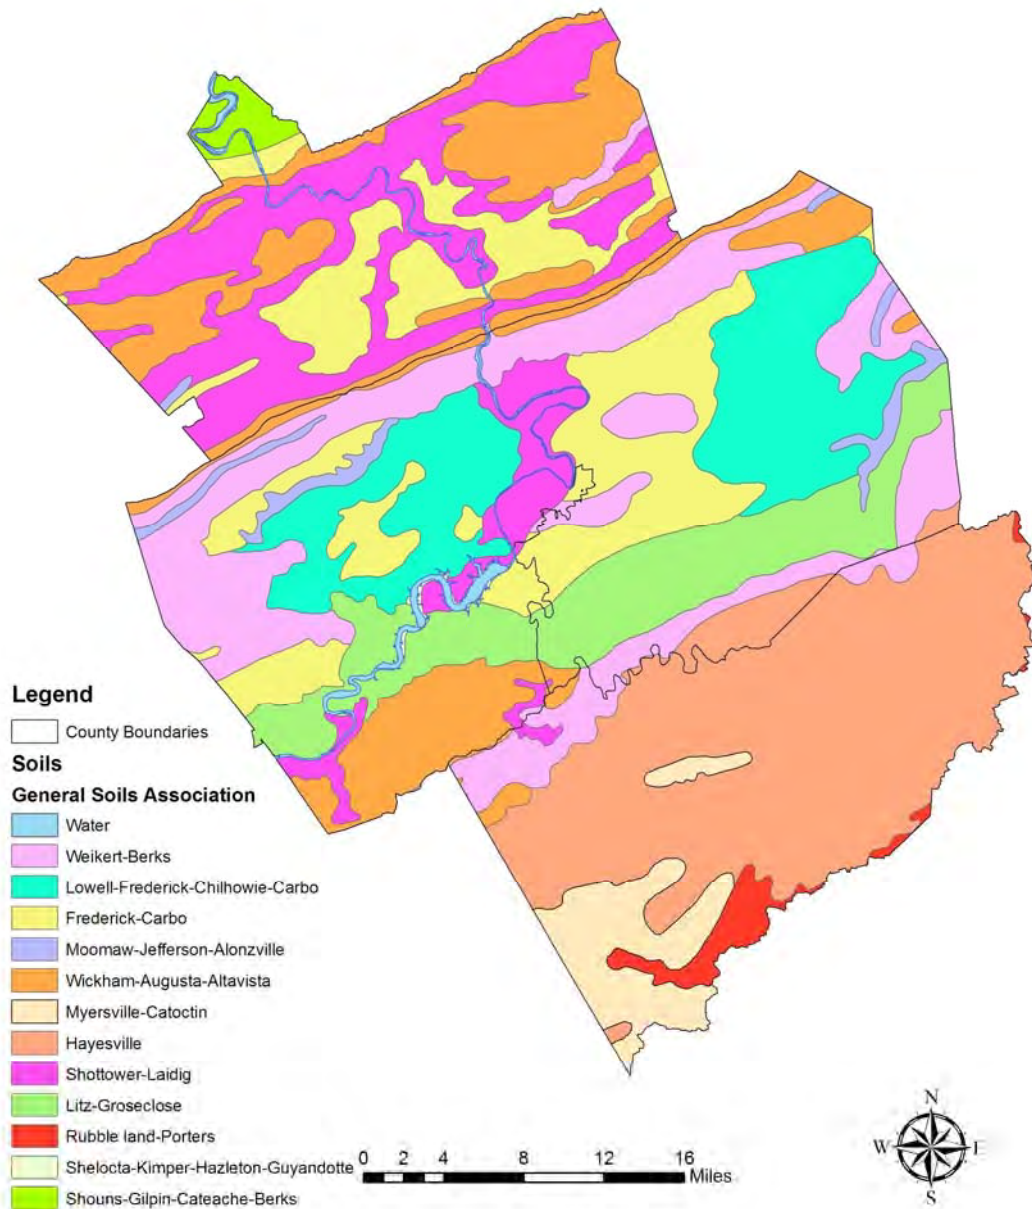 Legend
County Boundaries
Soils
General Soils Association
Water
Weikert-Berks
Lowell-Frederick-Chilhowie-Carbo
Frederick-Carbo
Moomaw-Jefferson-Alonzville
Wickham-Augusta-Altavista
Myersville-Catoctin
Hayesville
Shottower-Laidig
Litz-Groseclose
Rubble land-Porters
Shelocta-Kimper-Hazleton-Guyandotte
Shouns-Gilpin-Cateache-Berks
0 2 4 8 12 16
Miles
N
W E
S